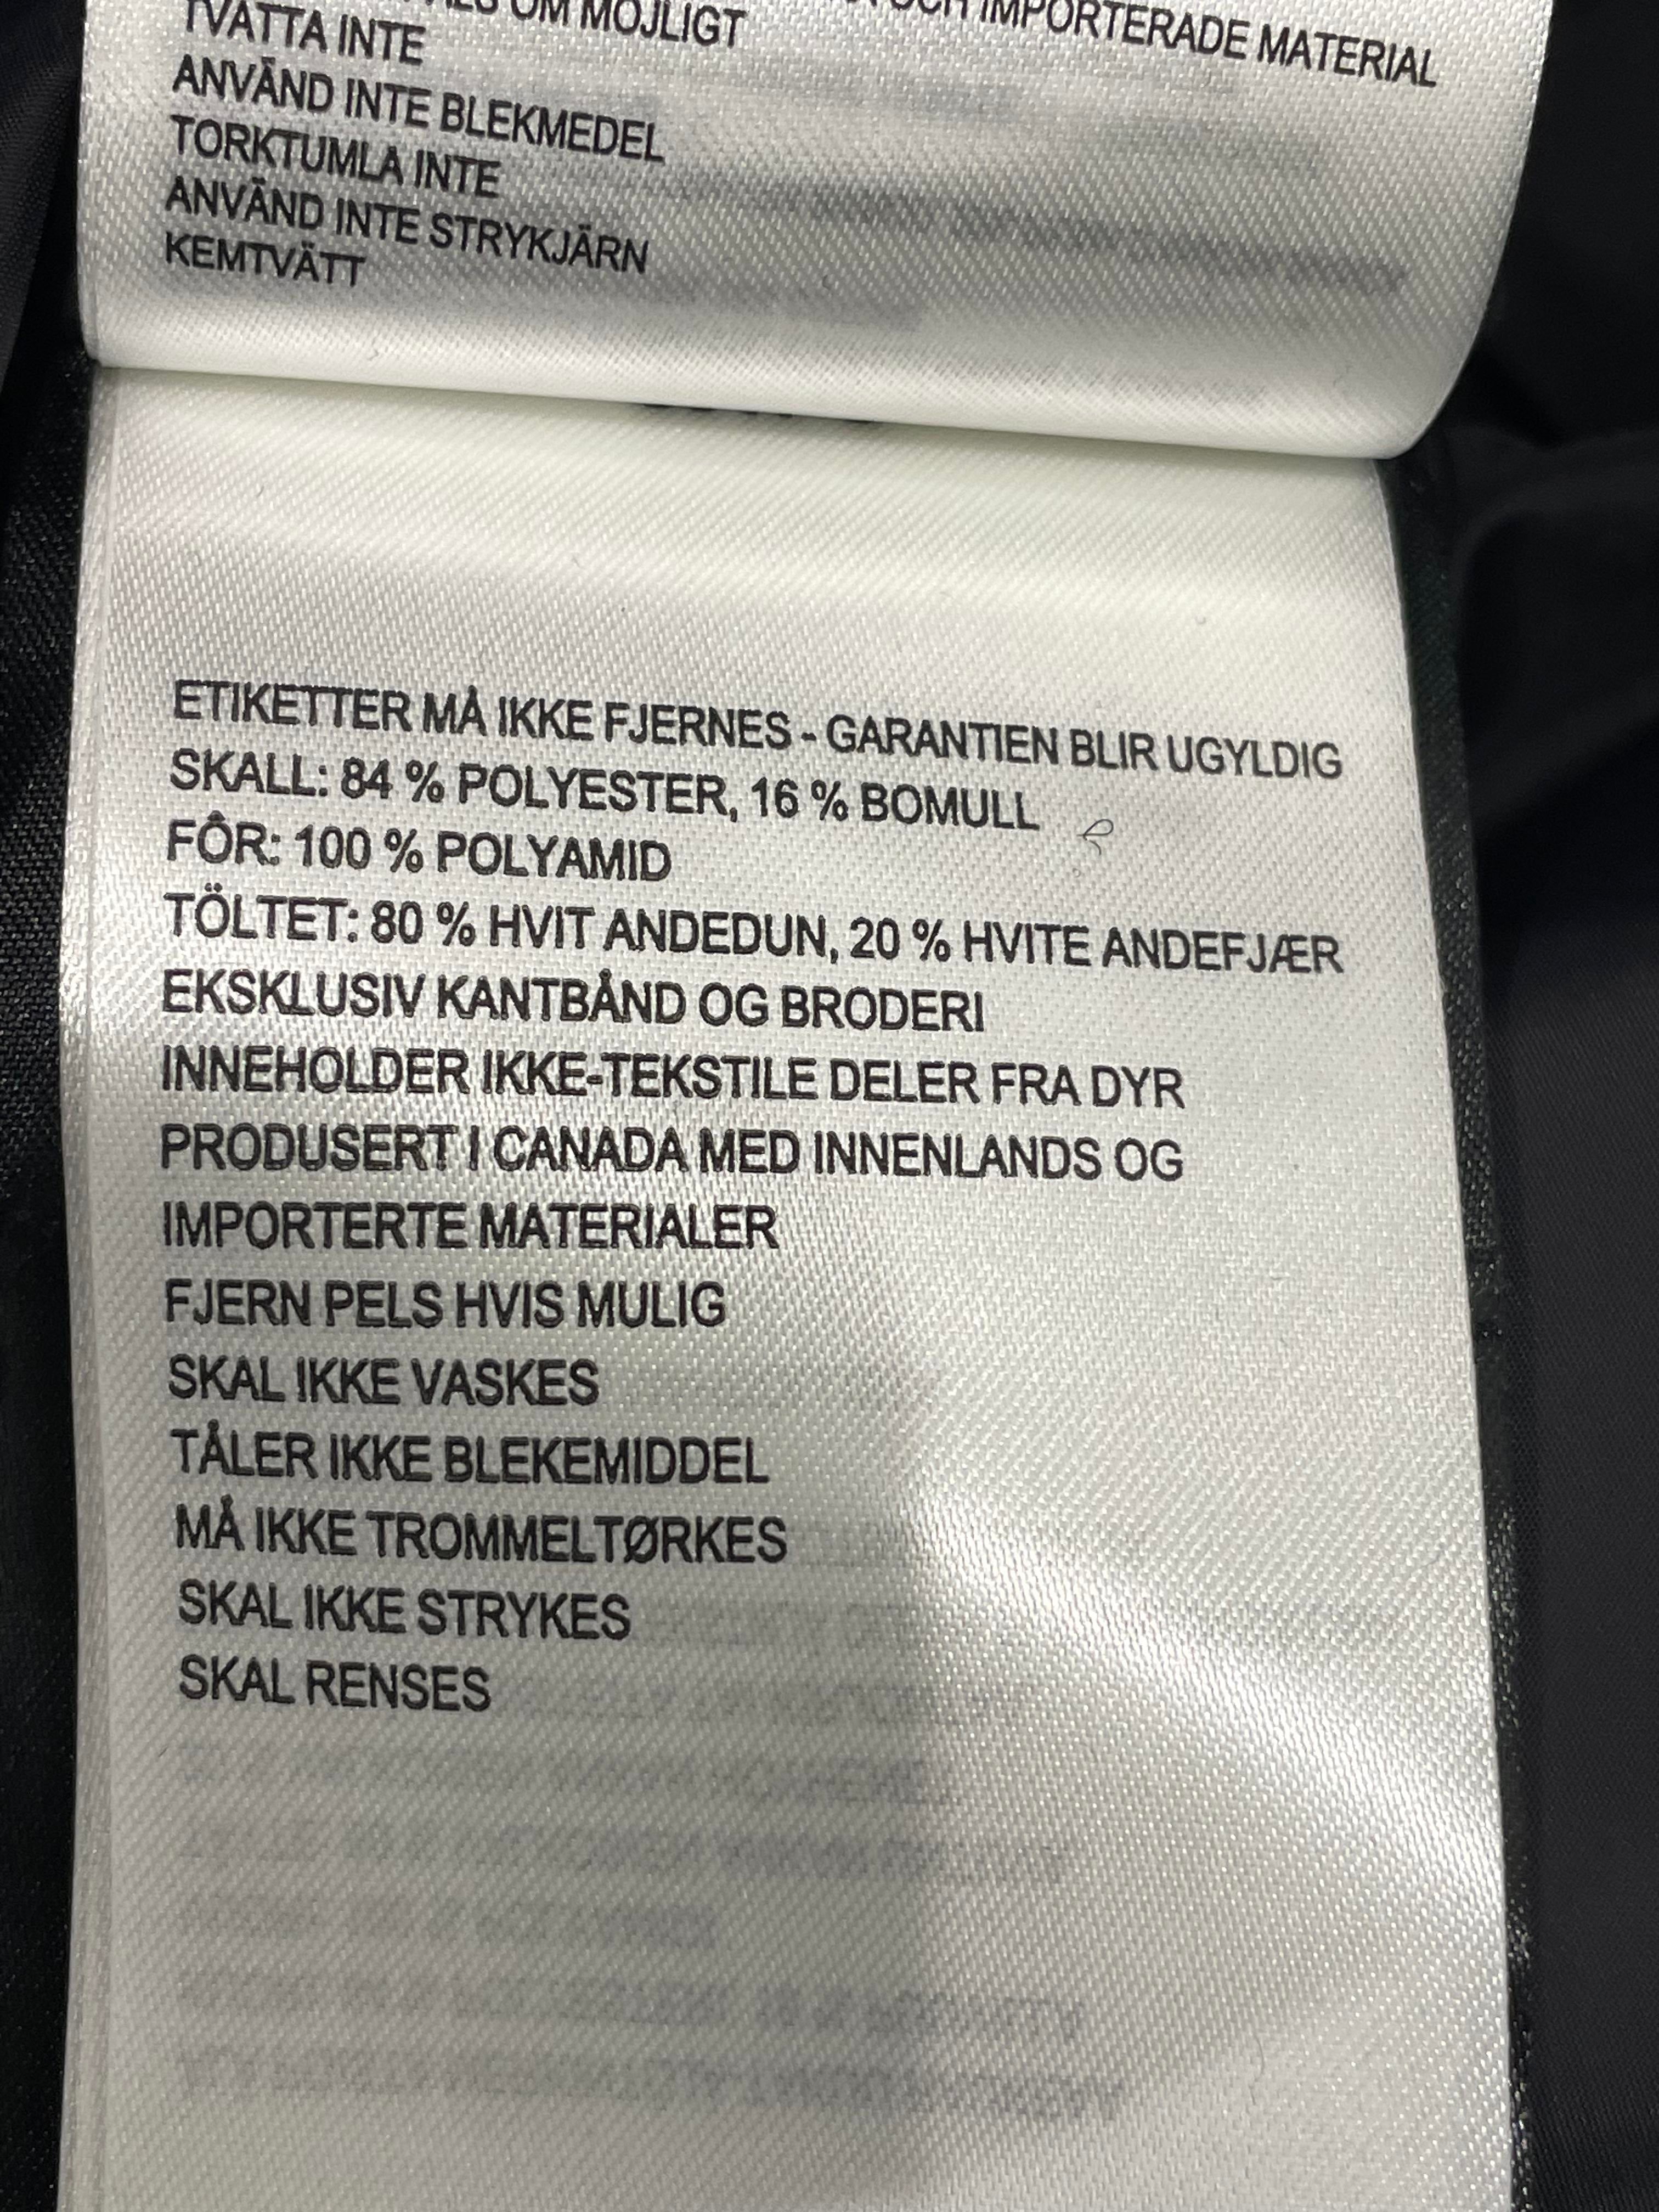 OM MÖJLIGT
OCH IMPORTERADE MATERIAL
TVÄTTA INTE
ANVÄND INTE BLEKMEDEL
TORKTUMLA INTE
ANVÄND INTE STRYKJÄRN
KEMTVÄTT
ETIKETTER MÅ IKKE FJERNES - GARANTIEN BLIR UGYLDIG
SKALL: 84 % POLYESTER, 16 % BOMULL
FÔR: 100 % POLYAMID
TÖLTET: 80 % HVIT ANDEDUN, 20 % HVITE ANDEFJÆR
EKSKLUSIV KANTBÅND OG BRODERI
INNEHOLDER IKKE-TEKSTILE DELER FRA DYR
PRODUSERT I CANADA MED INNENLANDS OG
IMPORTERTE MATERIALER
FJERN PELS HVIS MULIG
SKAL IKKE VASKES
TÅLER IKKE BLEKEMIDDEL
MÅ IKKE TROMMELTØRKES
SKAL IKKE STRYKES
SKAL RENSES